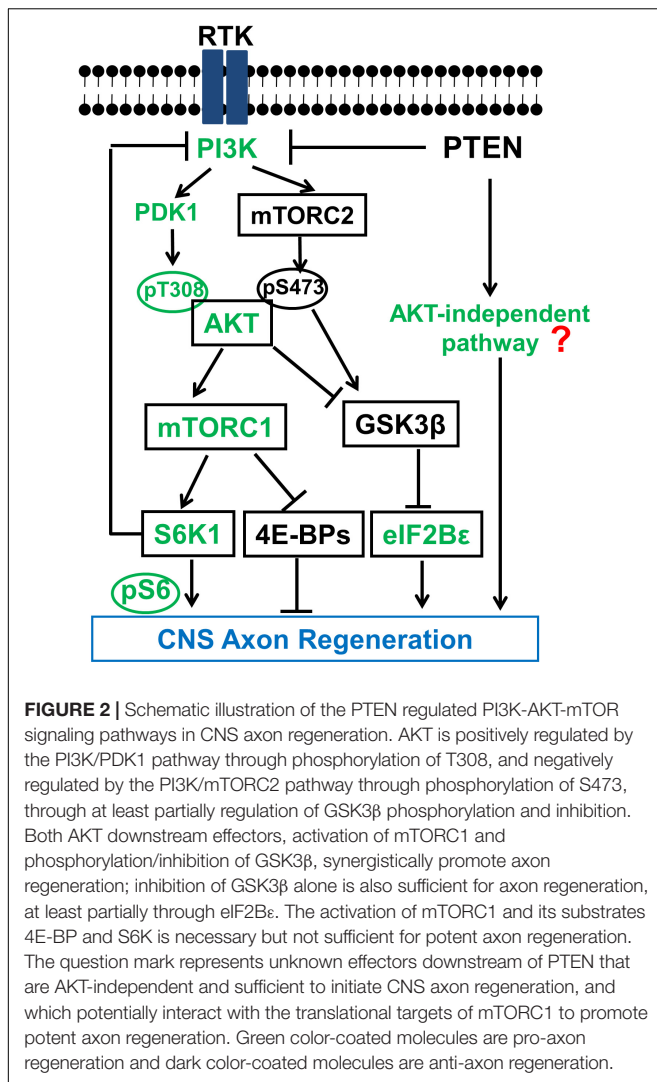 RTK
PI3K
PTEN
PDK1
mTORC2
pT308
pS473
AKT
AKT-independent
pathway ?
mTORC1
GSK3β
S6K1
4E-BPs
eIF2Bε
pS6
CNS Axon Regeneration
FIGURE 2 | Schematic illustration of the PTEN regulated PI3K-AKT-mTOR
signaling pathways in CNS axon regeneration. AKT is positively regulated by
the PI3K/PDK1 pathway through phosphorylation of T308, and negatively
regulated by the PI3K/mTORC2 pathway through phosphorylation of S473,
through at least partially regulation of GSK3β phosphorylation and inhibition.
Both AKT downstream effectors, activation of mTORC1 and
phosphorylation/inhibition of GSK3β, synergistically promote axon
regeneration; inhibition of GSK3β alone is also sufficient for axon regeneration,
at least partially through eIF2Bε. The activation of mTORC1 and its substrates
4E-BP and S6K is necessary but not sufficient for potent axon regeneration.
The question mark represents unknown effectors downstream of PTEN that
are AKT-independent and sufficient to initiate CNS axon regeneration, and
which potentially interact with the translational targets of mTORC1 to promote
potent axon regeneration. Green color-coated molecules are pro-axon
regeneration and dark color-coated molecules are anti-axon regeneration.